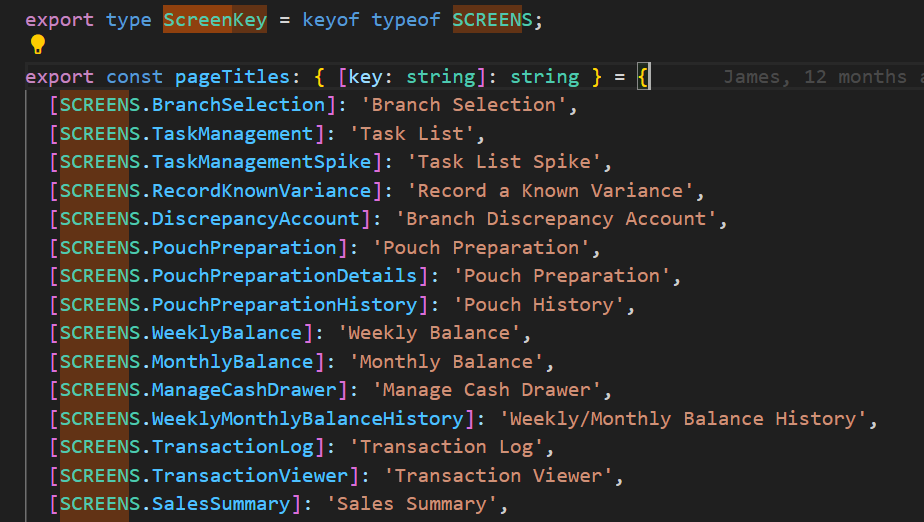 export type ScreenKey = keyof typeof SCREENS;
export const pageTitles: { [key: string]: string } = { James, 12 months a
[SCREENS.BranchSelection]: 'Branch Selection',
[SCREENS.TaskManagement]: 'Task List',
[SCREENS.TaskManagementSpike]: 'Task List Spike',
[SCREENS.RecordKnownVariance]: 'Record a Known Variance',
[SCREENS.DiscrepancyAccount]: 'Branch Discrepancy Account',
[SCREENS.PouchPreparation]: 'Pouch Preparation',
[SCREENS.PouchPreparationDetails]: 'Pouch Preparation',
[SCREENS.PouchPreparationHistory]: 'Pouch History',
[SCREENS.WeeklyBalance]: 'Weekly Balance',
[SCREENS.MonthlyBalance]: 'Monthly Balance',
[SCREENS.ManageCashDrawer]: 'Manage Cash Drawer',
[SCREENS.WeeklyMonthlyBalanceHistory]: 'Weekly/Monthly Balance History',
[SCREENS.TransactionLog]: 'Transaction Log',
[SCREENS.TransactionViewer]: 'Transaction Viewer',
[SCREENS.SalesSummary]: 'Sales Summary',